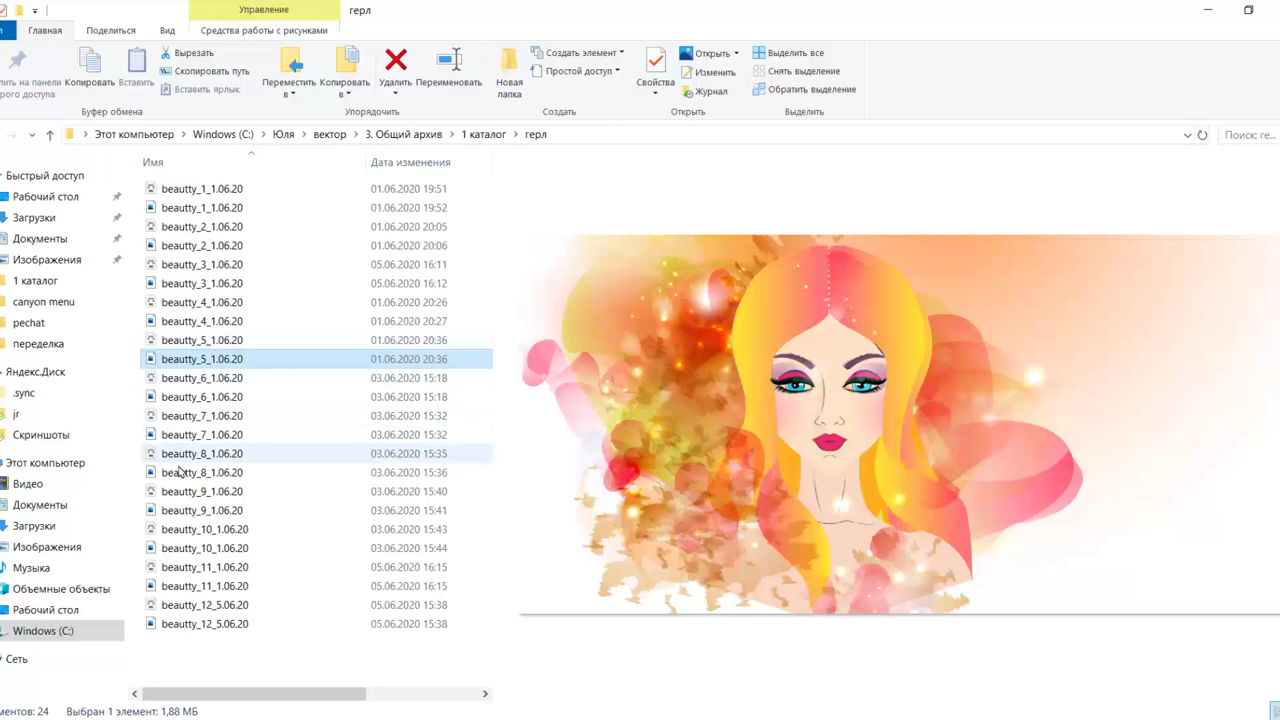 Управление
герл
Главная
Поделиться
Вид
Средства работы с рисунками
Копировать
Вставить
Вырезать
Скопировать путь
Вставить ярлык
Буфер обмена
Переместить в
Копировать в
Удалить
Переименовать
Упорядочить
Новая папка
Создать элемент
Простой доступ
Создать
Свойства
Открыть
Изменить
Журнал
Открыть
Выделить все
Снять выделение
Обратить выделение
Выделить
Этот компьютер
Windows (C:)
Юля
вектор
3. Общий архив
1 каталог
герл
Поиск: ге...
Быстрый доступ
Рабочий стол
Загрузки
Документы
Изображения
1 каталог
canyon menu
pechat
переделка
Яндекс.Диск
.sync
jr
Скриншоты
Этот компьютер
Видео
Документы
Загрузки
Изображения
Музыка
Объемные объекты
Рабочий стол
Windows (C:)
Сеть
Имя Дата изменения
beautty_1_1.06.20 01.06.2020 19:51
beautty_1_1.06.20 01.06.2020 19:52
beautty_2_1.06.20 01.06.2020 20:05
beautty_2_1.06.20 01.06.2020 20:06
beautty_3_1.06.20 05.06.2020 16:11
beautty_3_1.06.20 05.06.2020 16:12
beautty_4_1.06.20 01.06.2020 20:26
beautty_4_1.06.20 01.06.2020 20:27
beautty_5_1.06.20 01.06.2020 20:36
beautty_5_1.06.20 01.06.2020 20:36
beautty_6_1.06.20 03.06.2020 15:18
beautty_6_1.06.20 03.06.2020 15:18
beautty_7_1.06.20 03.06.2020 15:32
beautty_7_1.06.20 03.06.2020 15:32
beautty_8_1.06.20 03.06.2020 15:35
beautty_8_1.06.20 03.06.2020 15:36
beautty_9_1.06.20 03.06.2020 15:40
beautty_9_1.06.20 03.06.2020 15:41
beautty_10_1.06.20 03.06.2020 15:43
beautty_10_1.06.20 03.06.2020 15:44
beautty_11_1.06.20 05.06.2020 16:15
beautty_11_1.06.20 05.06.2020 16:15
beautty_12_5.06.20 05.06.2020 15:38
beautty_12_5.06.20 05.06.2020 15:38
ментов: 24 Выбран 1 элемент: 1,88 МБ